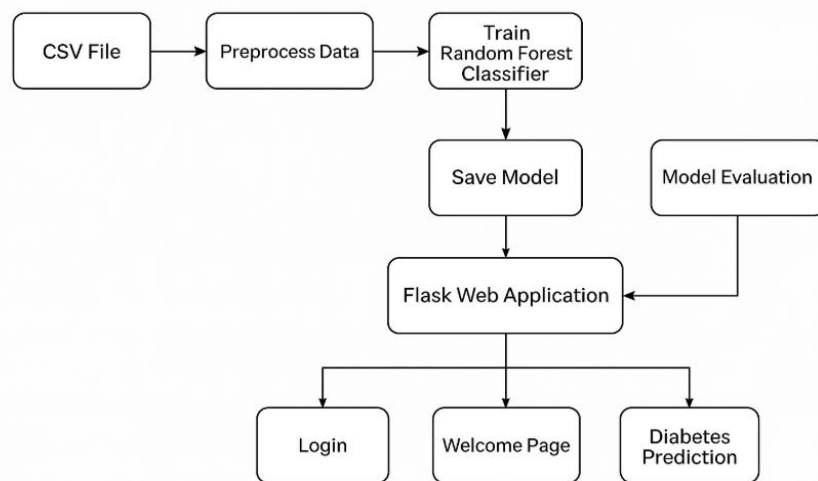 CSV File
Preprocess Data
Train
Random Forest
Classifier
Save Model
Model Evaluation
Flask Web Application
Login
Welcome Page
Diabetes
Prediction